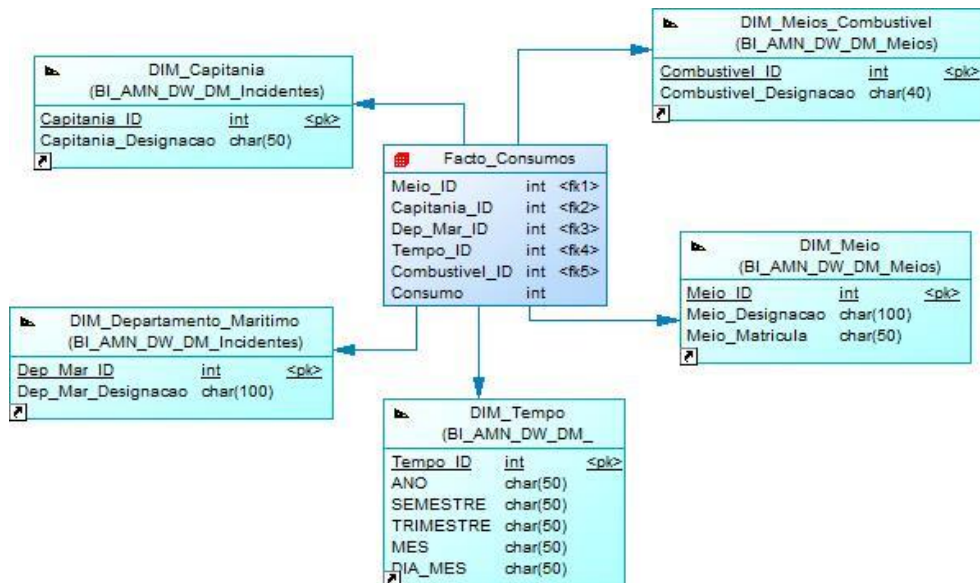 DIM_Meios_Combustivel
(BI_AMN_DW_DM_Meios)
Combustivel_ID int <pk>
Combustivel_Designacao char(40)
DIM_Capitania
(BI_AMN_DW_DM_Incidentes)
Capitania_ID int <pk>
Capitania_Designacao char(50)
Facto_Consumos
Meio_ID int <fk1>
Capitania_ID int <fk2>
Dep_Mar_ID int <fk3>
Tempo_ID int <fk4>
Combustivel_ID int <fk5>
Consumo int
DIM_Meio
(BI_AMN_DW_DM_Meios)
Meio_ID int <pk>
Meio_Designacao char(100)
Meio_Matricula char(50)
DIM_Departamento_Maritimo
(BI_AMN_DW_DM_Incidentes)
Dep_Mar_ID int <pk>
Dep_Mar_Designacao char(100)
DIM_Tempo
(BI_AMN_DW_DM_
Tempo_ID int <pk>
ANO char(50)
SEMESTRE char(50)
TRIMESTRE char(50)
MES char(50)
DIA_MES char(50)